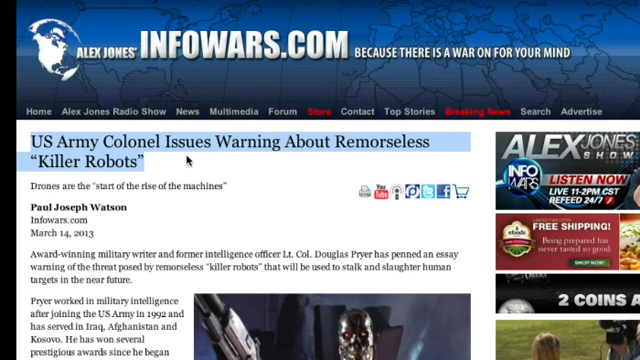 ALEX JONES' INFOWARS.COM BECAUSE THERE IS A WAR ON FOR YOUR MIND
Home Alex Jones Radio Show News Multimedia Forum Store Contact Top Stories Breaking News Search Advertise
US Army Colonel Issues Warning About Remorseless
“Killer Robots”
Drones are the “start of the rise of the machines”
Paul Joseph Watson
Infowars.com
March 14, 2013
Award-winning military writer and former intelligence officer Lt. Col. Douglas Pryer has penned an essay
warning of the threat posed by remorseless “killer robots” that will be used to stalk and slaughter human
targets in the near future.
Pryer worked in military intelligence
after joining the US Army in 1992 and
has served in Iraq, Afghanistan and
Kosovo. He has won several
prestigious awards since he began
ALEX JONES
SHOW
INFO
WARS
LISTEN NOW
LIVE 11-2PM CST
REFEED 24/7
FREE SHIPPING!
Being prepared has
never tasted so good.
SHOP NOW!
2 COINS